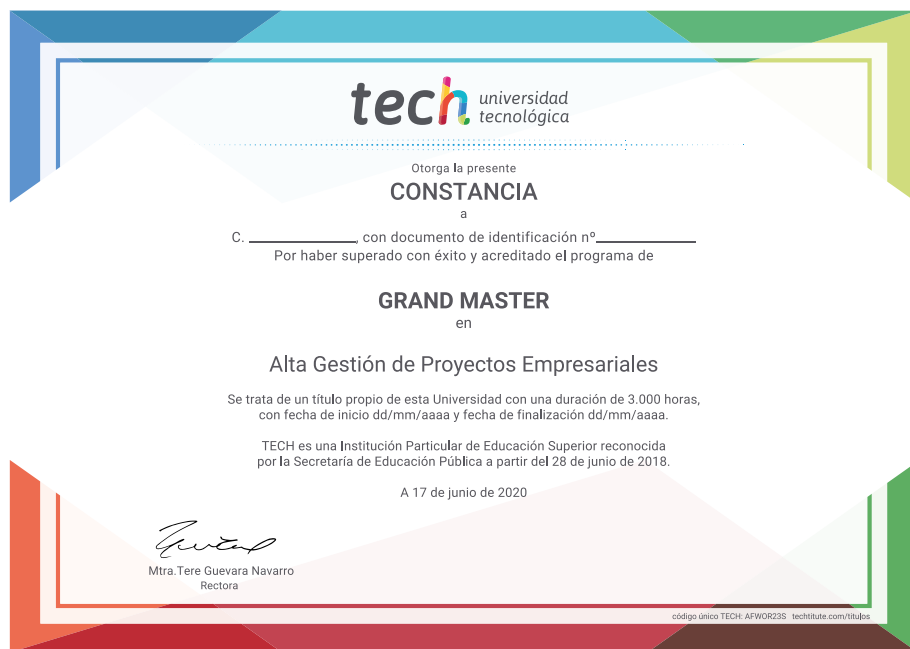 tech universidad
tecnológica
Otorga la presente
CONSTANCIA
a
C. ____________, con documento de identificación nº___________
Por haber superado con éxito y acreditado el programa de
GRAND MASTER
en
Alta Gestión de Proyectos Empresariales
Se trata de un título propio de esta Universidad con una duración de 3.000 horas,
con fecha de inicio dd/mm/aaaa y fecha de finalización dd/mm/aaaa.
TECH es una Institución Particular de Educación Superior reconocida
por la Secretaría de Educación Pública a partir del 28 de junio de 2018.
A 17 de junio de 2020
Mtra.Tere Guevara Navarro
Rectora
código único TECH: AFWOR23S techtitute.com/titulos